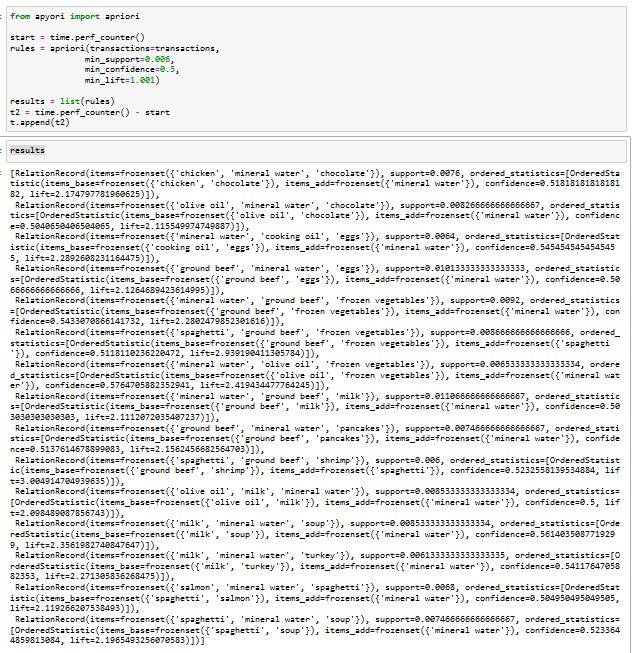 from apyori import apriori
start = time.perf_counter()
rules = apriori(transactions=transactions,
min_support=0.006,
min_confidence=0.5,
min_lift=1.001)
results = list(rules)
t2 = time.perf_counter() - start
t.append(t2)
results
[RelationRecord(items=frozenset({'chicken', 'mineral water', 'chocolate'}), support=0.0076, ordered_statistics=[OrderedSta
tistic(items_base=frozenset({'chicken', 'chocolate'}), items_add=frozenset({'mineral water'}), confidence=0.51818181818181
82, lift=2.174797781960625)]),
RelationRecord(items=frozenset({'olive oil', 'mineral water', 'chocolate'}), support=0.008266666666666667, ordered_statis
tics=[OrderedStatistic(items_base=frozenset({'olive oil', 'chocolate'}), items_add=frozenset({'mineral water'}), confidenc
e=0.5040650406504065, lift=2.115549974749887)]),
RelationRecord(items=frozenset({'mineral water', 'cooking oil', 'eggs'}), support=0.0064, ordered_statistics=[OrderedStat
istic(items_base=frozenset({'cooking oil', 'eggs'}), items_add=frozenset({'mineral water'}), confidence=0.545454545454545
5, lift=2.2892608231164475)]),
RelationRecord(items=frozenset({'ground beef', 'mineral water', 'eggs'}), support=0.010133333333333333, ordered_statistic
s=[OrderedStatistic(items_base=frozenset({'ground beef', 'eggs'}), items_add=frozenset({'mineral water'}), confidence=0.50
66666666666666, lift=2.1264689423614995)]),
RelationRecord(items=frozenset({'mineral water', 'ground beef', 'frozen vegetables'}), support=0.0092, ordered_statistics
=[OrderedStatistic(items_base=frozenset({'ground beef', 'frozen vegetables'}), items_add=frozenset({'mineral water'}), con
fidence=0.5433070866141732, lift=2.2802479852301616)]),
RelationRecord(items=frozenset({'spaghetti', 'ground beef', 'frozen vegetables'}), support=0.008666666666666666, ordered_
statistics=[OrderedStatistic(items_base=frozenset({'ground beef', 'frozen vegetables'}), items_add=frozenset({'spaghetti
'}), confidence=0.5118110236220472, lift=2.939190411305784)]),
RelationRecord(items=frozenset({'mineral water', 'olive oil', 'frozen vegetables'}), support=0.006533333333333334, ordere
d_statistics=[OrderedStatistic(items_base=frozenset({'olive oil', 'frozen vegetables'}), items_add=frozenset({'mineral wat
er'}), confidence=0.5764705882352941, lift=2.419434477764245)]),
RelationRecord(items=frozenset({'mineral water', 'ground beef', 'milk'}), support=0.011066666666666667, ordered_statistic
s=[OrderedStatistic(items_base=frozenset({'ground beef', 'milk'}), items_add=frozenset({'mineral water'}), confidence=0.50
30303030303303, lift=2.1112072035407237)]),
RelationRecord(items=frozenset({'ground beef', 'mineral water', 'pancakes'}), support=0.007466666666666667, ordered_stati
stics=[OrderedStatistic(items_base=frozenset({'ground beef', 'pancakes'}), items_add=frozenset({'mineral water'}), confide
nce=0.5137614678899083, lift=2.1562456682564703)]),
RelationRecord(items=frozenset({'spaghetti', 'ground beef', 'shrimp'}), support=0.006, ordered_statistics=[OrderedStatist
ic(items_base=frozenset({'ground beef', 'shrimp'}), items_add=frozenset({'spaghetti'}), confidence=0.5232558139534884, lif
t=3.004914704939635)]),
RelationRecord(items=frozenset({'olive oil', 'milk', 'mineral water'}), support=0.008533333333333334, ordered_statistics=
[OrderedStatistic(items_base=frozenset({'olive oil', 'milk'}), items_add=frozenset({'mineral water'}), confidence=0.5, lift
=2.098489087856743)]),
RelationRecord(items=frozenset({'milk', 'mineral water', 'soup'}), support=0.008533333333333334, ordered_statistics=[Orde
redStatistic(items_base=frozenset({'milk', 'soup'}), items_add=frozenset({'mineral water'}), confidence=0.561403508771929
9, lift=2.3561982740847647)]),
RelationRecord(items=frozenset({'milk', 'mineral water', 'turkey'}), support=0.0061333333333333335, ordered_statistics=[O
rderedStatistic(items_base=frozenset({'milk', 'turkey'}), items_add=frozenset({'mineral water'}), confidence=0.54117647058
82353, lift=2.271305836268475)]),
RelationRecord(items=frozenset({'salmon', 'mineral water', 'spaghetti'}), support=0.0068, ordered_statistics=[OrderedStat
istic(items_base=frozenset({'spaghetti', 'salmon'}), items_add=frozenset({'mineral water'}), confidence=0.504950495049505,
lift=2.119266207538493)]),
RelationRecord(items=frozenset({'spaghetti', 'mineral water', 'soup'}), support=0.007466666666666667, ordered_statistics=
[OrderedStatistic(items_base=frozenset({'spaghetti', 'soup'}), items_add=frozenset({'mineral water'}), confidence=0.523364
4859813084, lift=2.1965493256070583)])]